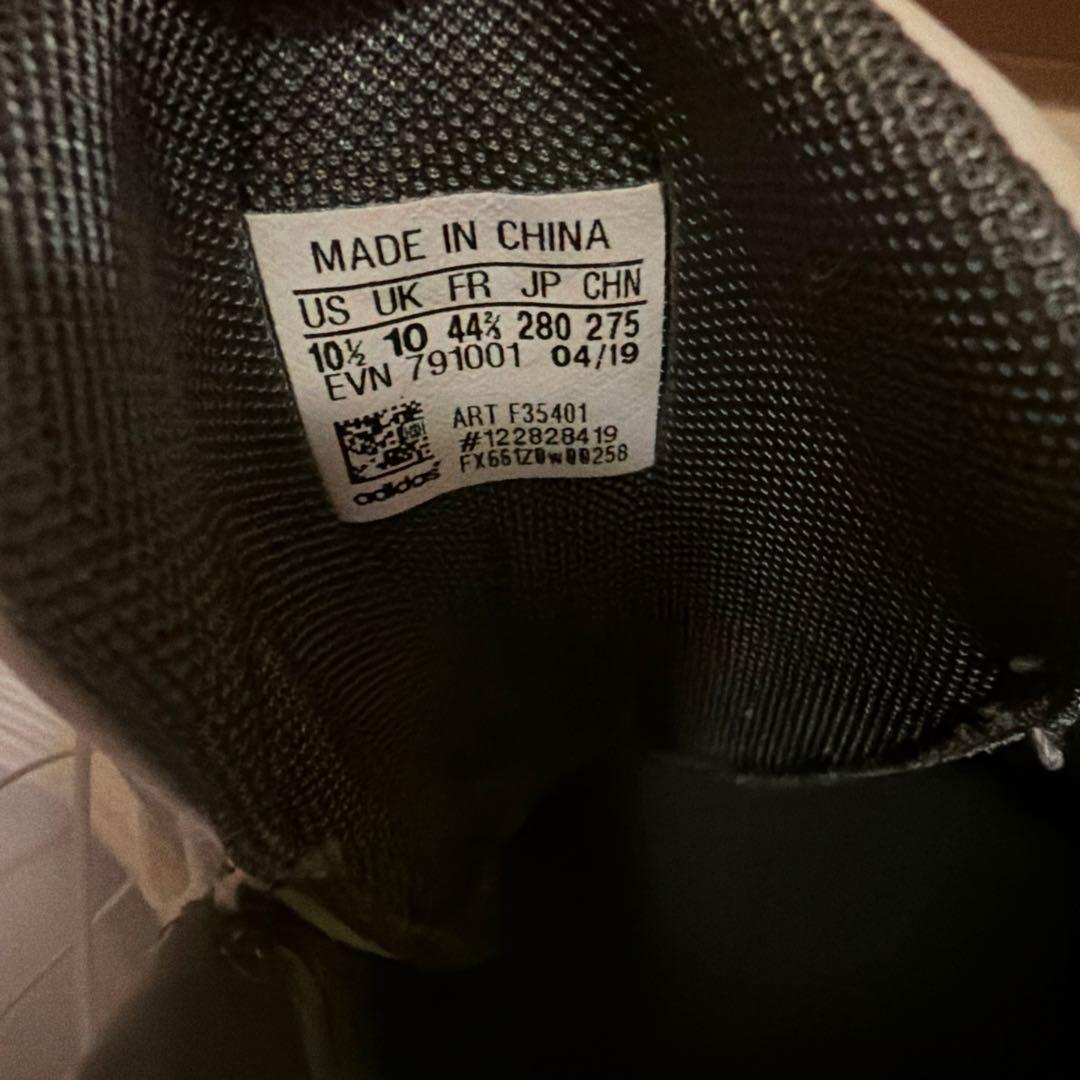 MADE IN CHINA
US UK FR JP CHN
10½ 10 44⅔ 280 275
EVN 791001 04/19
ART F35401
#122828419
adidas